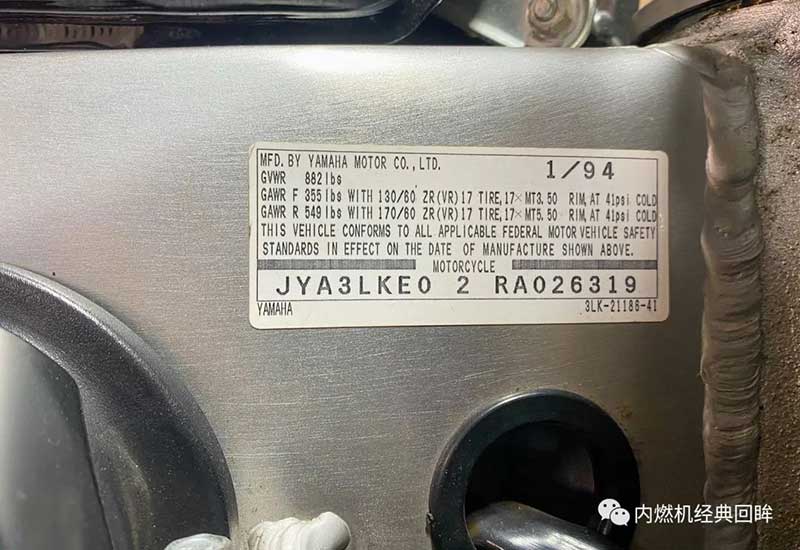 MFD. BY YAMAHA MOTOR CO., LTD. 1/94
GVWR 882 lbs
GAWR F 355 lbs WITH 130/60 ZR(VR)17 TIRE, 17×MT3.50 RIM, AT 41psi COLD
GAWR R 549 lbs WITH 170/60 ZR(VR)17 TIRE, 17×MT5.50 RIM, AT 41psi COLD
THIS VEHICLE CONFORMS TO ALL APPLICABLE FEDERAL MOTOR VEHICLE SAFETY
STANDARDS IN EFFECT ON THE DATE OF MANUFACTURE SHOWN ABOVE.
MOTORCYCLE
JYA3LKE0 2 RA026319
YAMAHA 3LK-21186-41
内燃机经典回眸